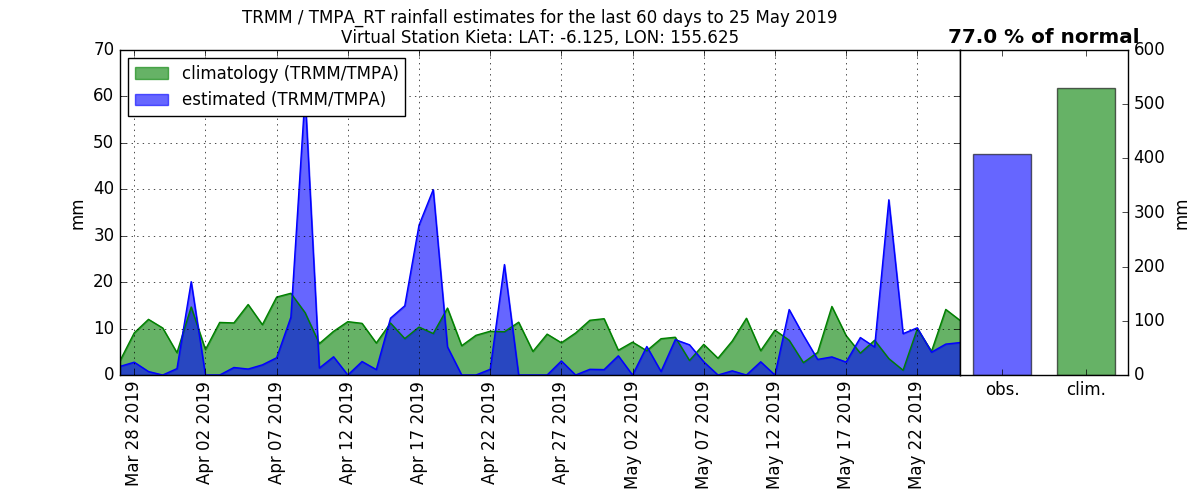 TRMM / TMPA_RT rainfall estimates for the last 60 days to 25 May 2019
Virtual Station Kieta: LAT: -6.125, LON: 155.625
77.0 % of normal
climatology (TRMM/TMPA)
estimated (TRMM/TMPA)
70
60
50
40
30
20
10
0
mm
Mar 28 2019
Apr 02 2019
Apr 07 2019
Apr 12 2019
Apr 17 2019
Apr 22 2019
Apr 27 2019
May 02 2019
May 07 2019
May 12 2019
May 17 2019
May 22 2019
600
500
400
300
200
100
0
mm
obs.
clim.